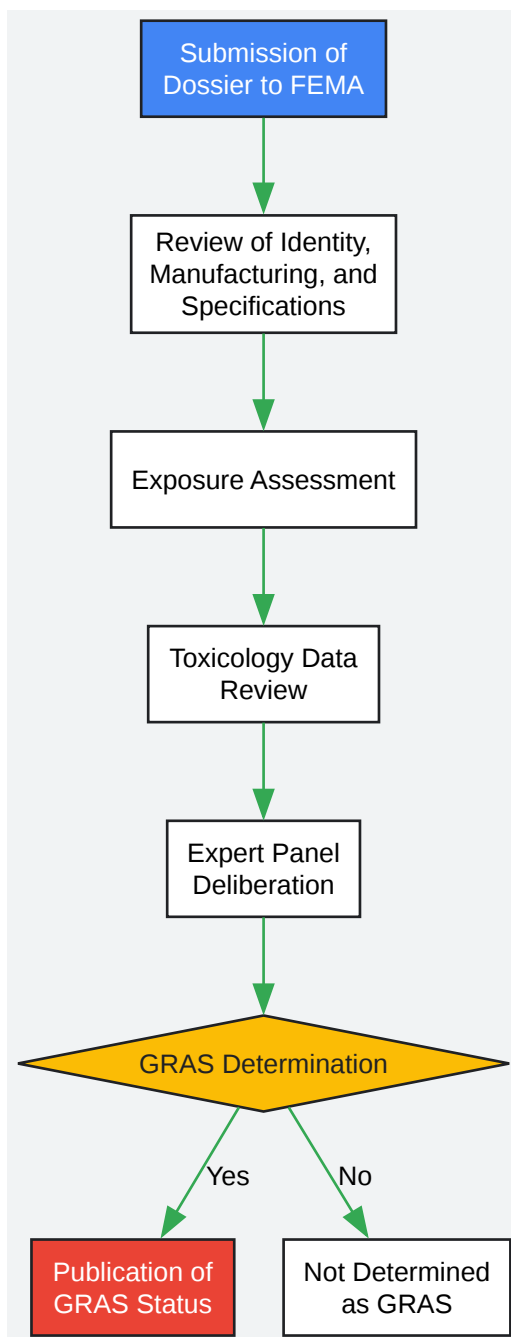 Submission of
Dossier to FEMA
Review of Identity,
Manufacturing, and
Specifications
Exposure Assessment
Toxicology Data
Review
Expert Panel
Deliberation
GRAS Determination
Yes
No
Publication of
GRAS Status
Not Determined
as GRAS